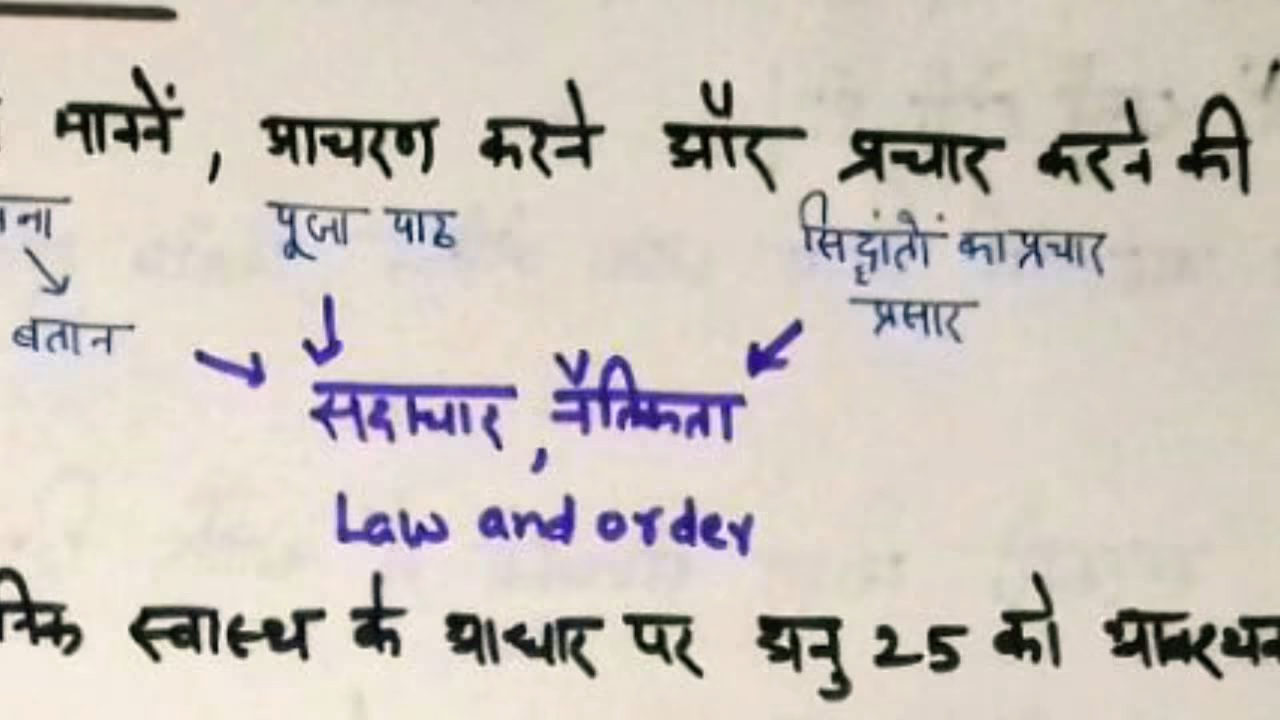 मानने, आचरण करने और प्रचार करने की
पूजा पाठ
सिद्धांतों का प्रचार
प्रसार
बतान
सदाचार, नैतिकता
Law and order
स्वास्थ के आधार पर अनु 25 को